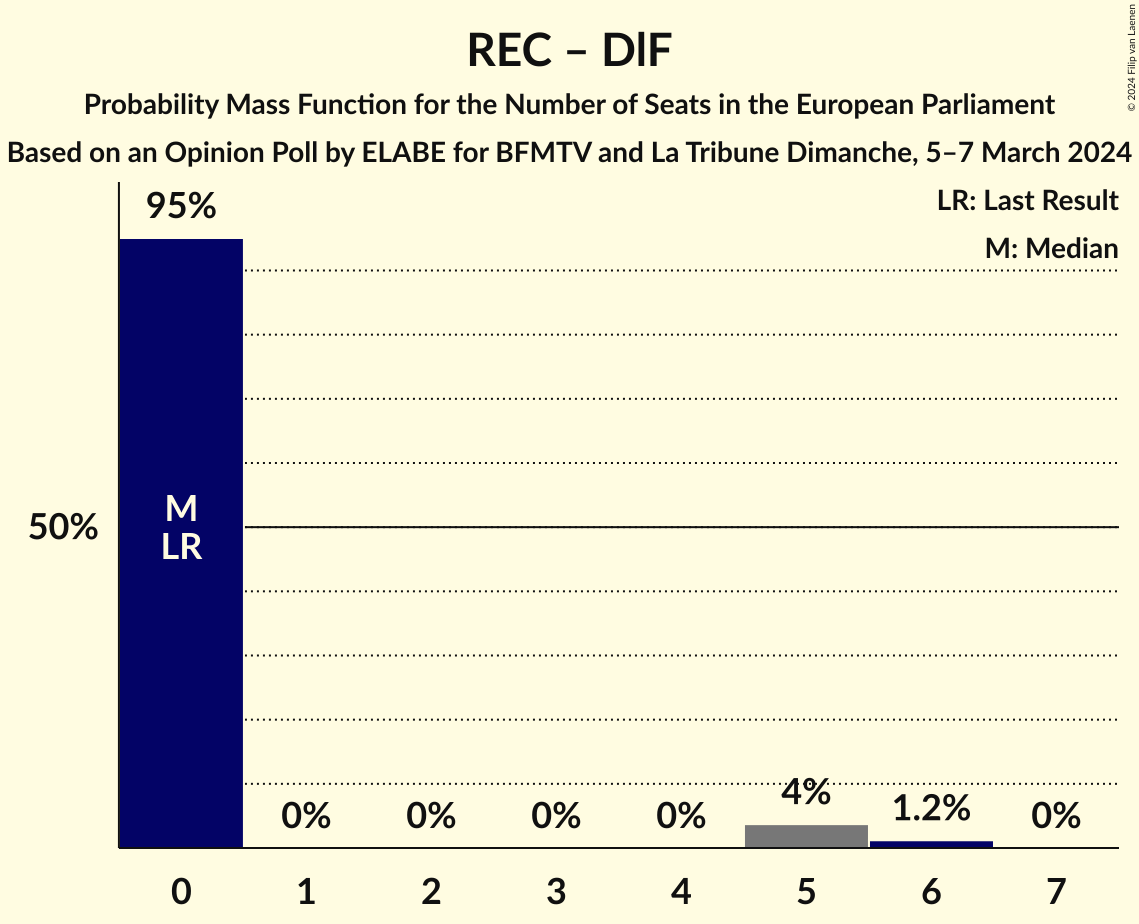 REC – DIF
Probability Mass Function for the Number of Seats in the European Parliament
Based on an Opinion Poll by ELABE for BFMTV and La Tribune Dimanche, 5–7 March 2024
© 2024 Filip van Laenen
LR: Last Result
M: Median
95%
50%
M
LR
0%
0%
0%
0%
4%
1.2%
0%
0
1
2
3
4
5
6
7